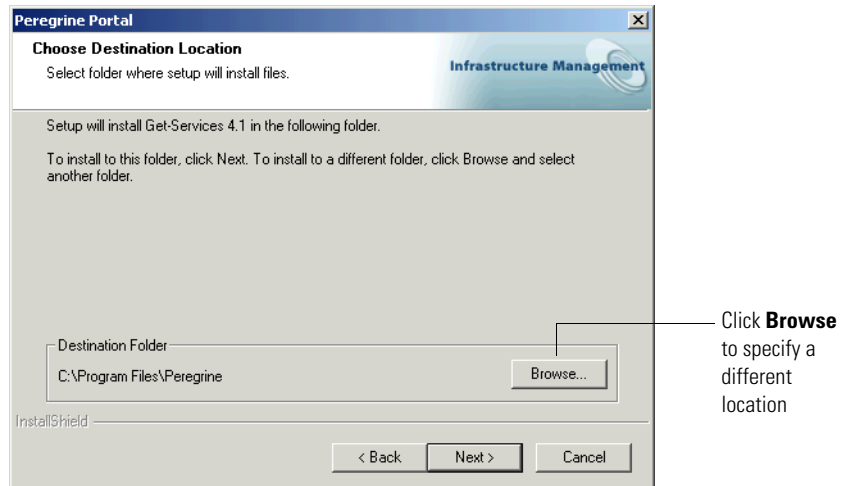 Peregrine Portal
Choose Destination Location
Select folder where setup will install files.
Infrastructure Management
Setup will install Get-Services 4.1 in the following folder.
To install to this folder, click Next. To install to a different folder, click Browse and select
another folder.
Destination Folder
C:\Program Files\Peregrine
Browse...
Click Browse
to specify a
different
location
InstallShield
< Back
Next >
Cancel